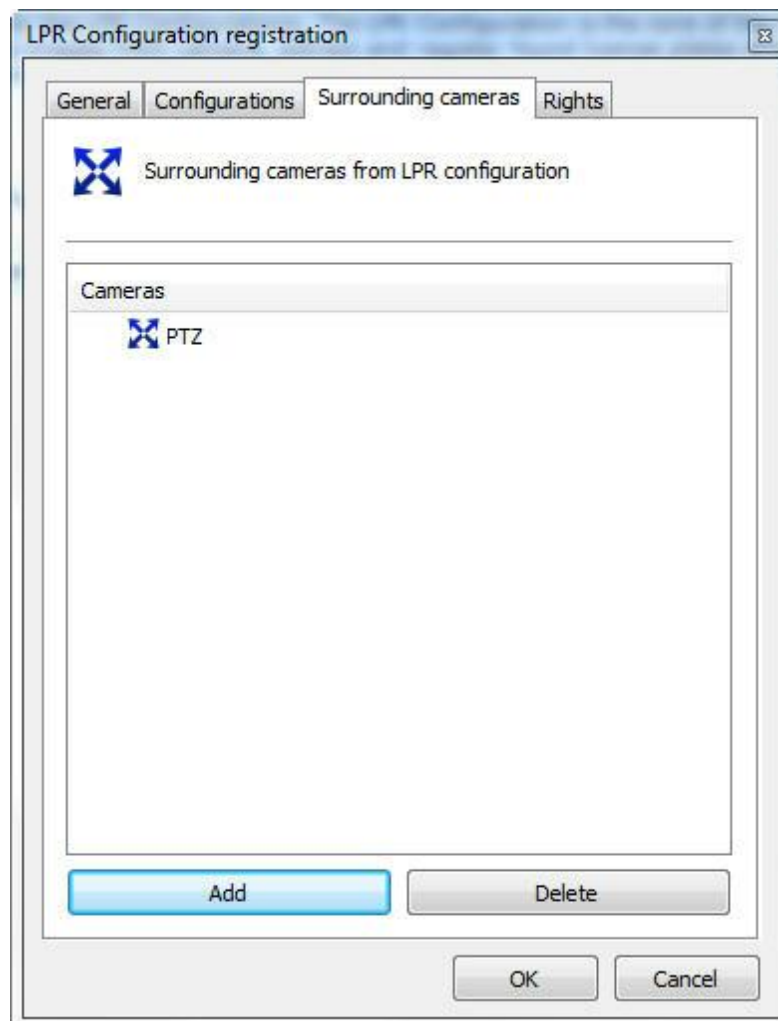 LPR Configuration registration
General Configurations Surrounding cameras Rights
Surrounding cameras from LPR configuration
Cameras
PTZ
Add Delete
OK Cancel